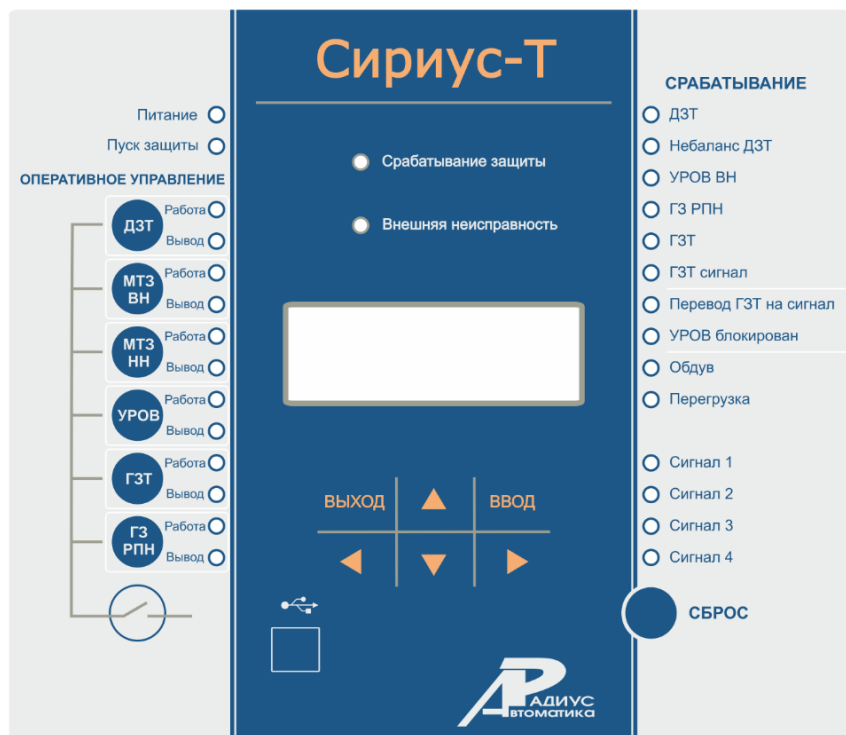 Сириус-Т
Питание
Пуск защиты
ОПЕРАТИВНОЕ УПРАВЛЕНИЕ
ДЗТ
Работа
Вывод
МТЗ
ВН
Работа
Вывод
МТЗ
НН
Работа
Вывод
УРОВ
Работа
Вывод
ГЗТ
Работа
Вывод
ГЗ
РПН
Работа
Вывод
Срабатывание защиты
Внешняя неисправность
ВЫХОД
ВВОД
РАДИУС
Автоматика
СРАБАТЫВАНИЕ
ДЗТ
Небаланс ДЗТ
УРОВ ВН
ГЗ РПН
ГЗТ
ГЗТ сигнал
Перевод ГЗТ на сигнал
УРОВ блокирован
Обдув
Перегрузка
Сигнал 1
Сигнал 2
Сигнал 3
Сигнал 4
СБРОС